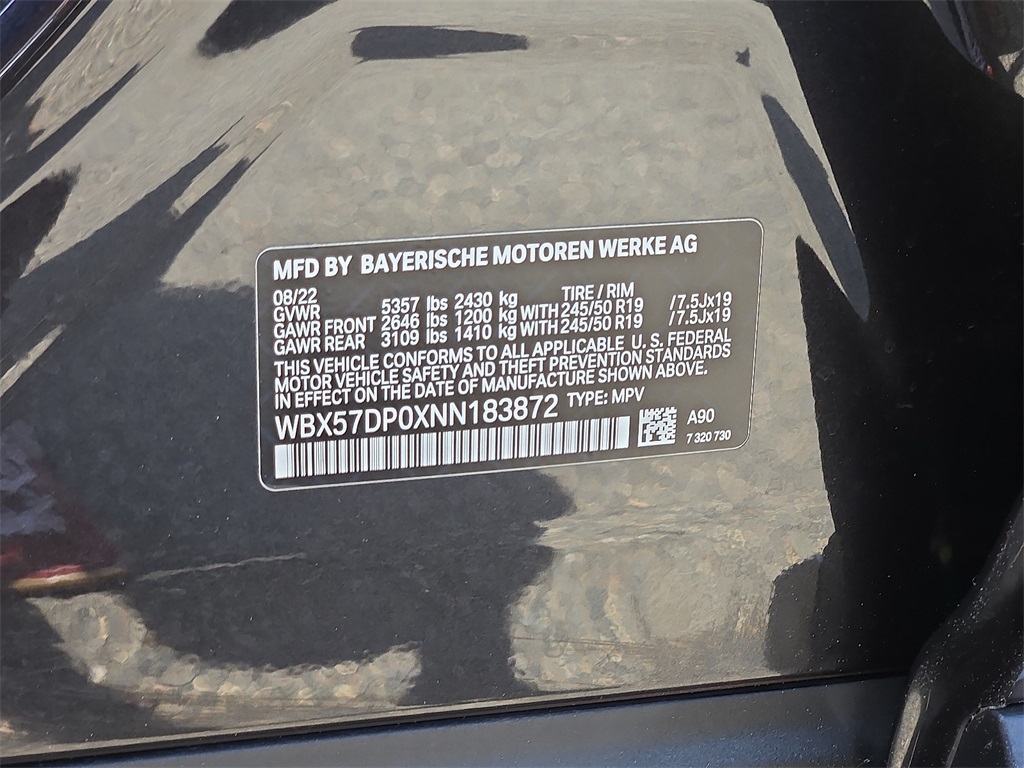 MFD BY BAYERISCHE MOTOREN WERKE AG
08/22 TIRE / RIM
GVWR 5357 lbs 2430 kg
GAWR FRONT 2646 lbs 1200 kg WITH 245/50 R19 /7.5Jx19
GAWR REAR 3109 lbs 1410 kg WITH 245/50 R19 /7.5Jx19
THIS VEHICLE CONFORMS TO ALL APPLICABLE U. S. FEDERAL
MOTOR VEHICLE SAFETY AND THEFT PREVENTION STANDARDS
IN EFFECT ON THE DATE OF MANUFACTURE SHOWN ABOVE.
WBX57DP0XNN183872 TYPE: MPV
A90
7 320 730